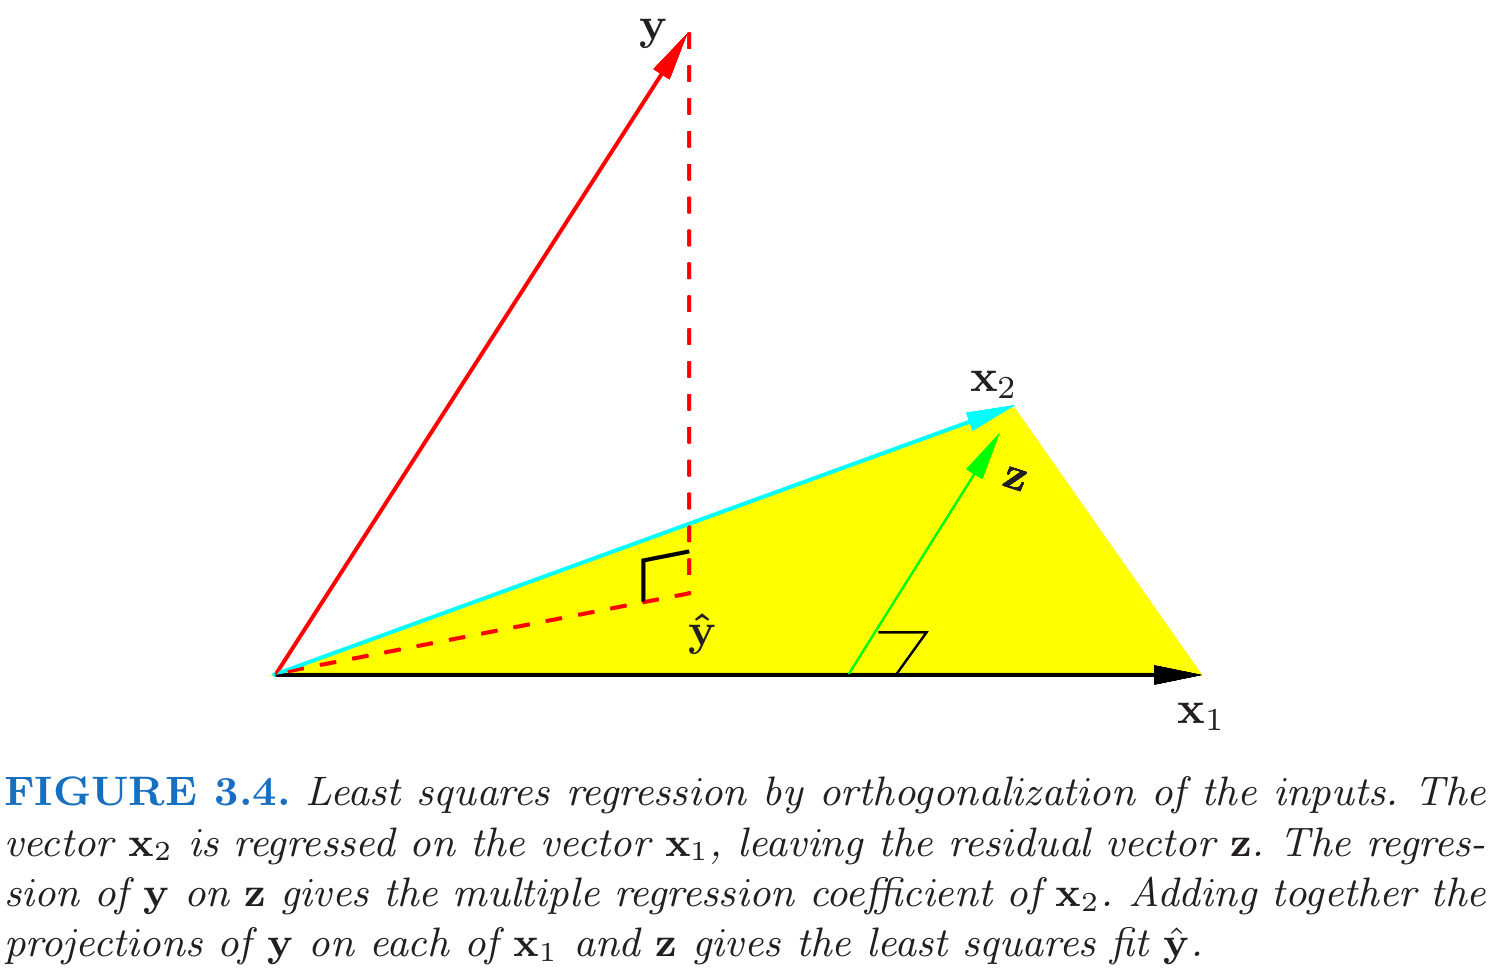 y
x₂
z
ŷ
x₁
FIGURE 3.4. Least squares regression by orthogonalization of the inputs. The
vector x₂ is regressed on the vector x₁, leaving the residual vector z. The regres-
sion of y on z gives the multiple regression coefficient of x₂. Adding together the
projections of y on each of x₁ and z gives the least squares fit ŷ.